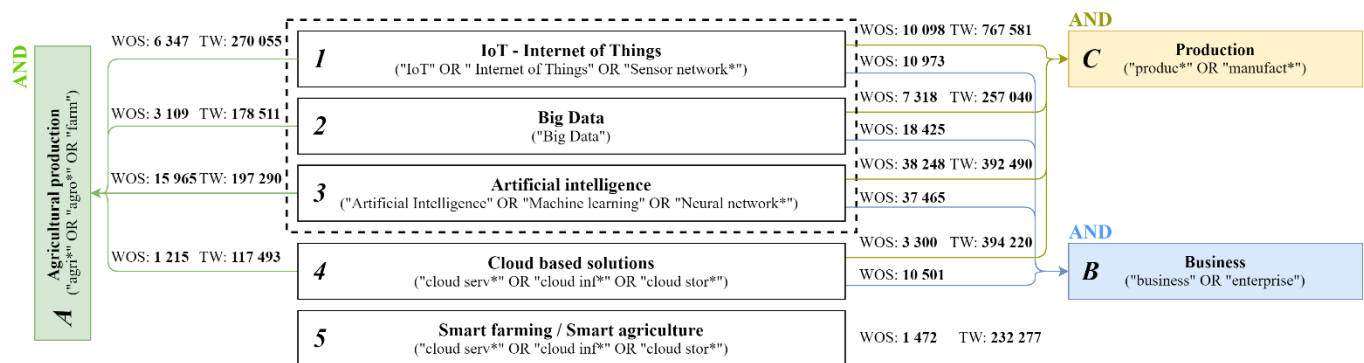 AND
A
Agricultural production
("agri*" OR "agro*" OR "farm")
WOS: 6 347 TW: 270 055
WOS: 3 109 TW: 178 511
WOS: 15 965 TW: 197 290
WOS: 1 215 TW: 117 493
1
IoT - Internet of Things
("IoT" OR " Internet of Things" OR "Sensor network*")
2
Big Data
("Big Data")
3
Artificial intelligence
("Artificial Intelligence" OR "Machine learning" OR "Neural network*")
4
Cloud based solutions
("cloud serv*" OR "cloud inf*" OR "cloud stor*")
5
Smart farming / Smart agriculture
("cloud serv*" OR "cloud inf*" OR "cloud stor*")
WOS: 10 098 TW: 767 581
WOS: 10 973
WOS: 7 318 TW: 257 040
WOS: 18 425
WOS: 38 248 TW: 392 490
WOS: 37 465
WOS: 3 300 TW: 394 220
WOS: 10 501
WOS: 1 472 TW: 232 277
AND
C
Production
("produc*" OR "manufact*")
AND
B
Business
("business" OR "enterprise")